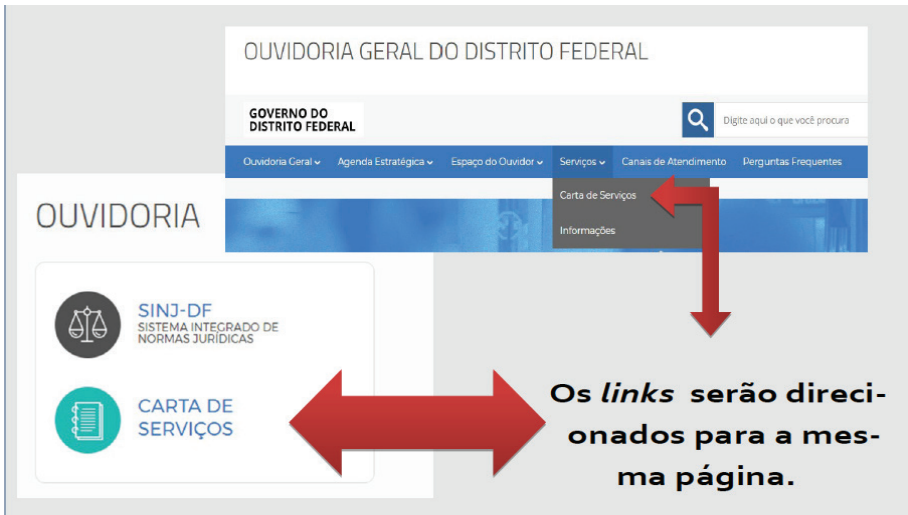 OUVIDORIA GERAL DO DISTRITO FEDERAL
GOVERNO DO
DISTRITO FEDERAL
Digite aqui o que você procura
Ouvidoria Geral Agenda Estratégica Espaço do Ouvidor Serviços Canais de Atendimento Perguntas Frequentes
Carta de Serviços
Informações
OUVIDORIA
SINJ-DF
SISTEMA INTEGRADO DE
NORMAS JURÍDICAS
CARTA DE
SERVIÇOS
Os links serão direci-
onados para a mes-
ma página.